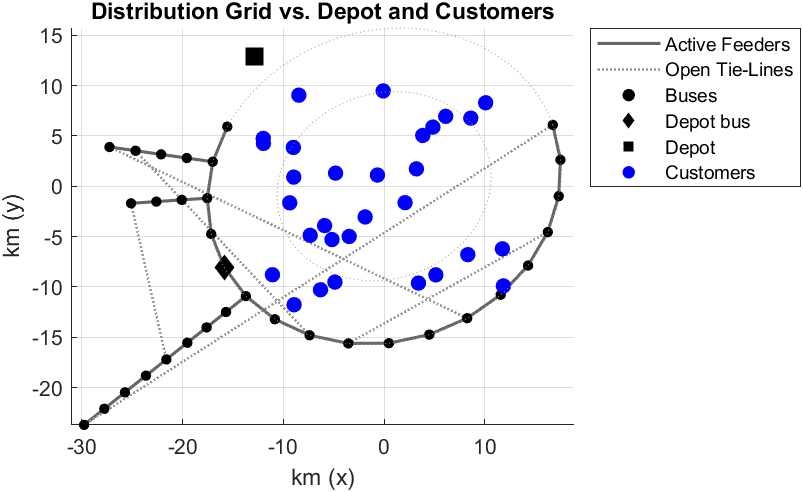 Distribution Grid vs. Depot and Customers
15
10
5
0
-5
-10
-15
-20
km (y)
-30
-20
-10
0
10
km (x)
Active Feeders
Open Tie-Lines
Buses
Depot bus
Depot
Customers